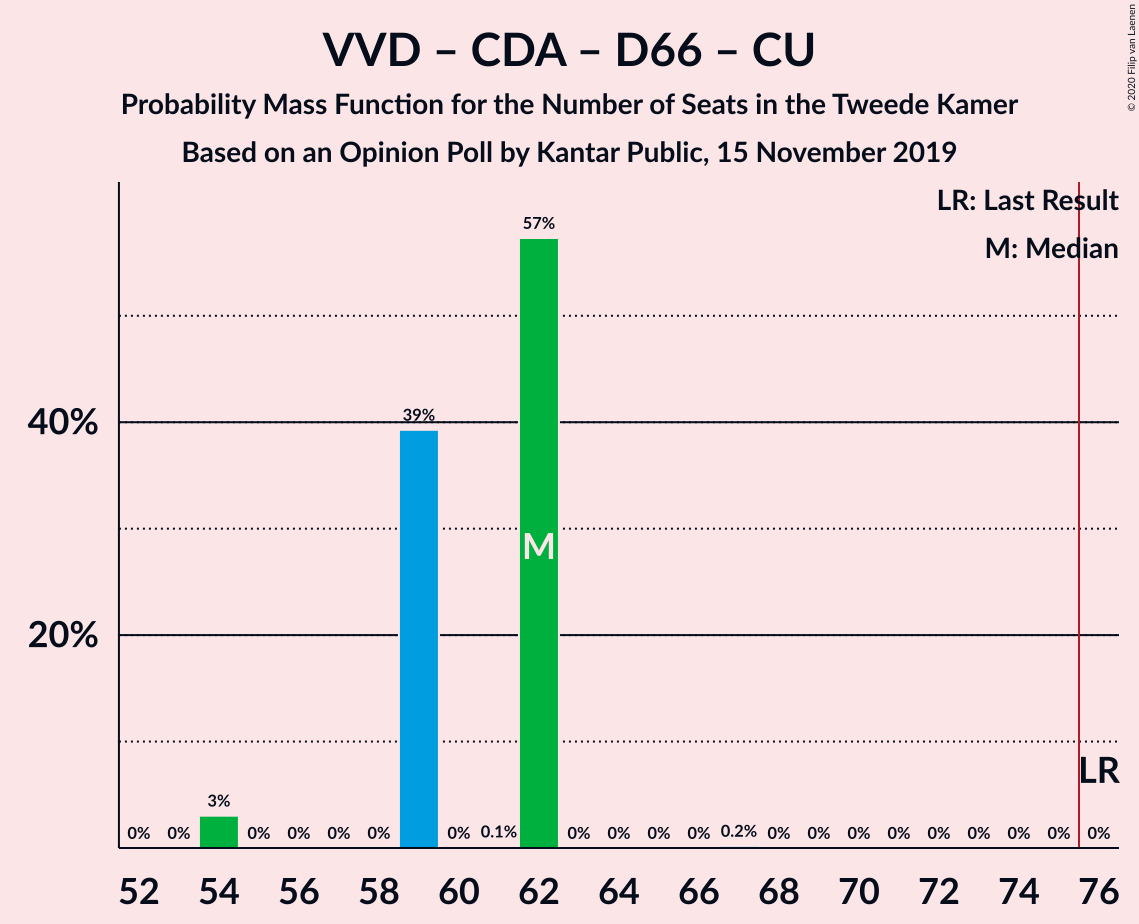 VVD – CDA – D66 – CU
Probability Mass Function for the Number of Seats in the Tweede Kamer
Based on an Opinion Poll by Kantar Public, 15 November 2019
© 2020 Filip van Laenen
LR: Last Result
M: Median
57%
40%
39%
M
20%
LR
3%
0% 0% 0% 0% 0% 0% 0% 0.1% 0% 0% 0% 0% 0.2% 0% 0% 0% 0% 0% 0% 0% 0% 0%
52 54 56 58 60 62 64 66 68 70 72 74 76